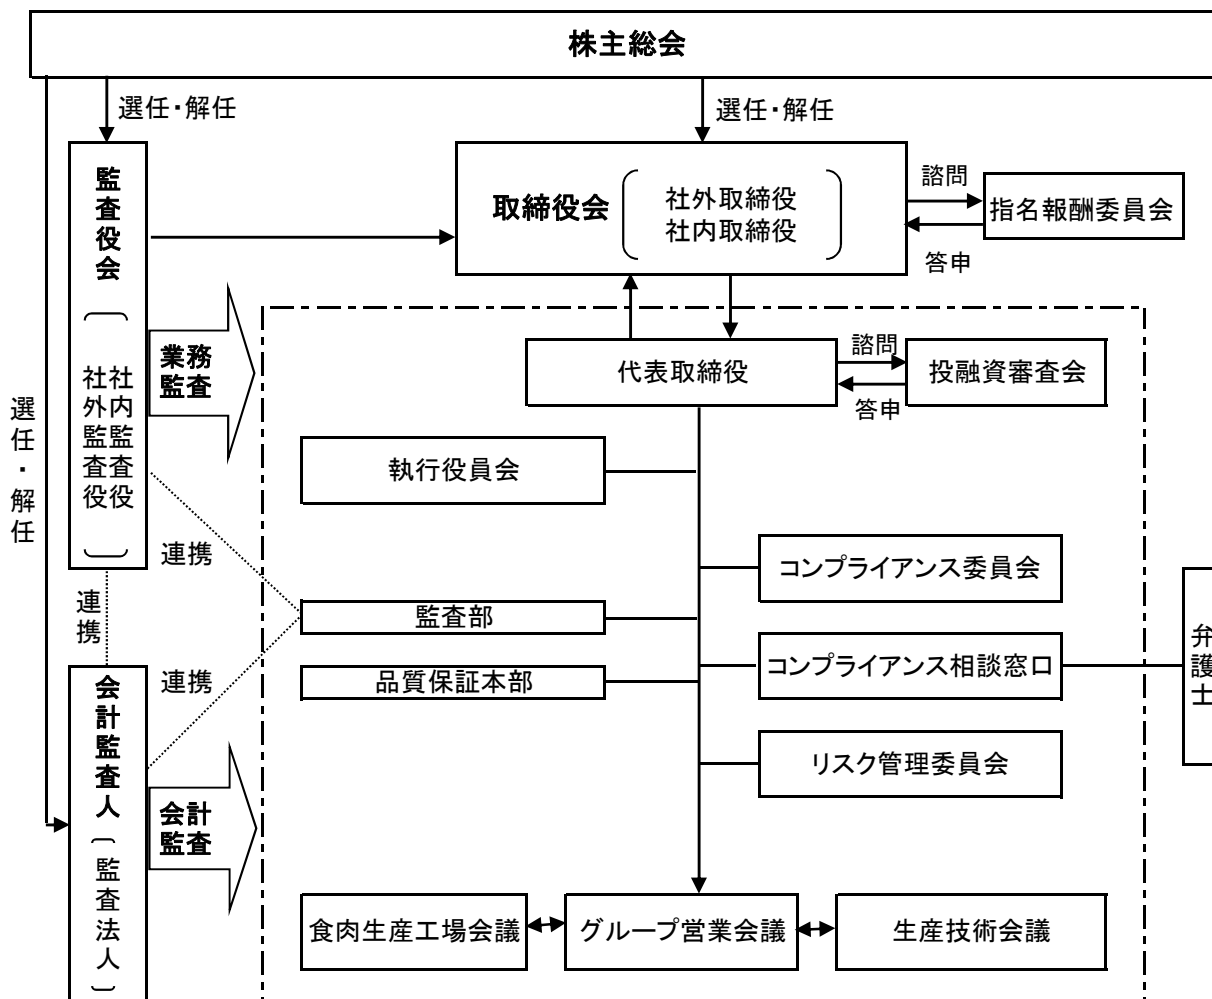 株主総会
選任・解任
選任・解任
監査役会
社内監査役
社外監査役
取締役会
社外取締役
社内取締役
諮問
指名報酬委員会
答申
業務
監査
代表取締役
諮問
投融資審査会
答申
選任・解任
執行役員会
連携
コンプライアンス委員会
連携
監査部
連携
コンプライアンス相談窓口
弁護士
品質保証本部
会計監査人
〔監査法人〕
リスク管理委員会
会計
監査
食肉生産工場会議
グループ営業会議
生産技術会議